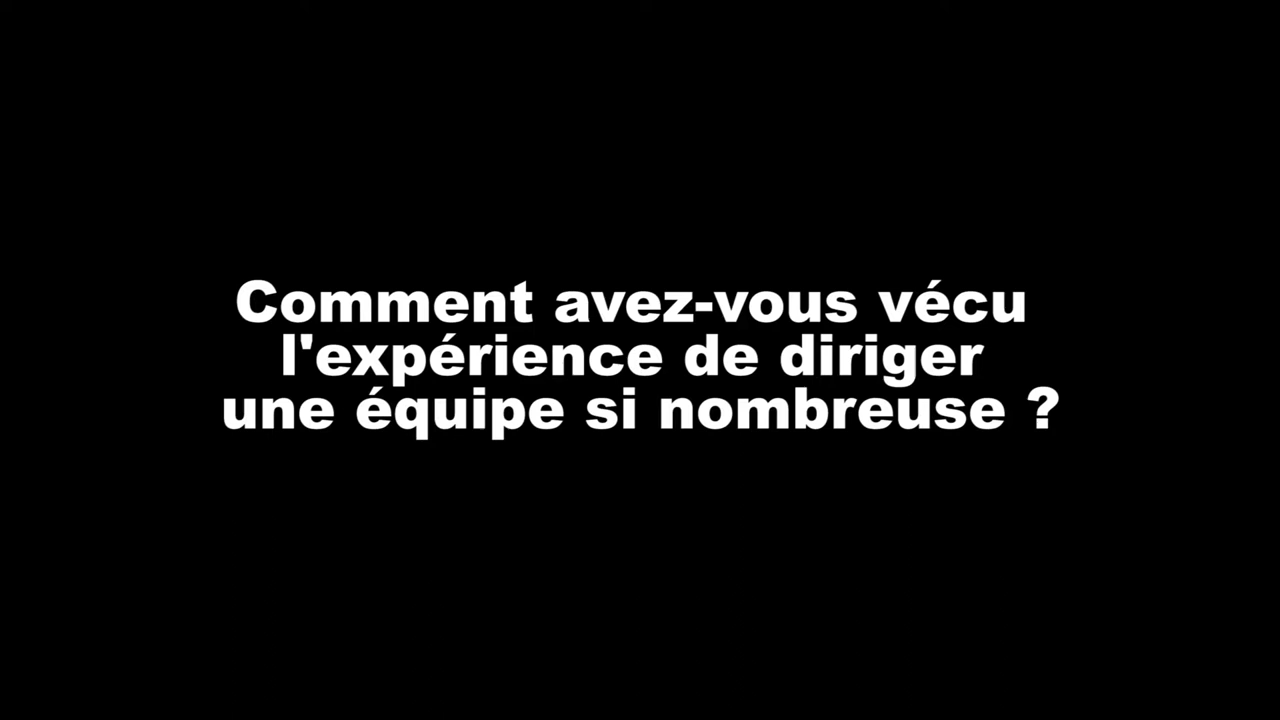 Comment avez-vous vécu
l'expérience de diriger
une équipe si nombreuse ?